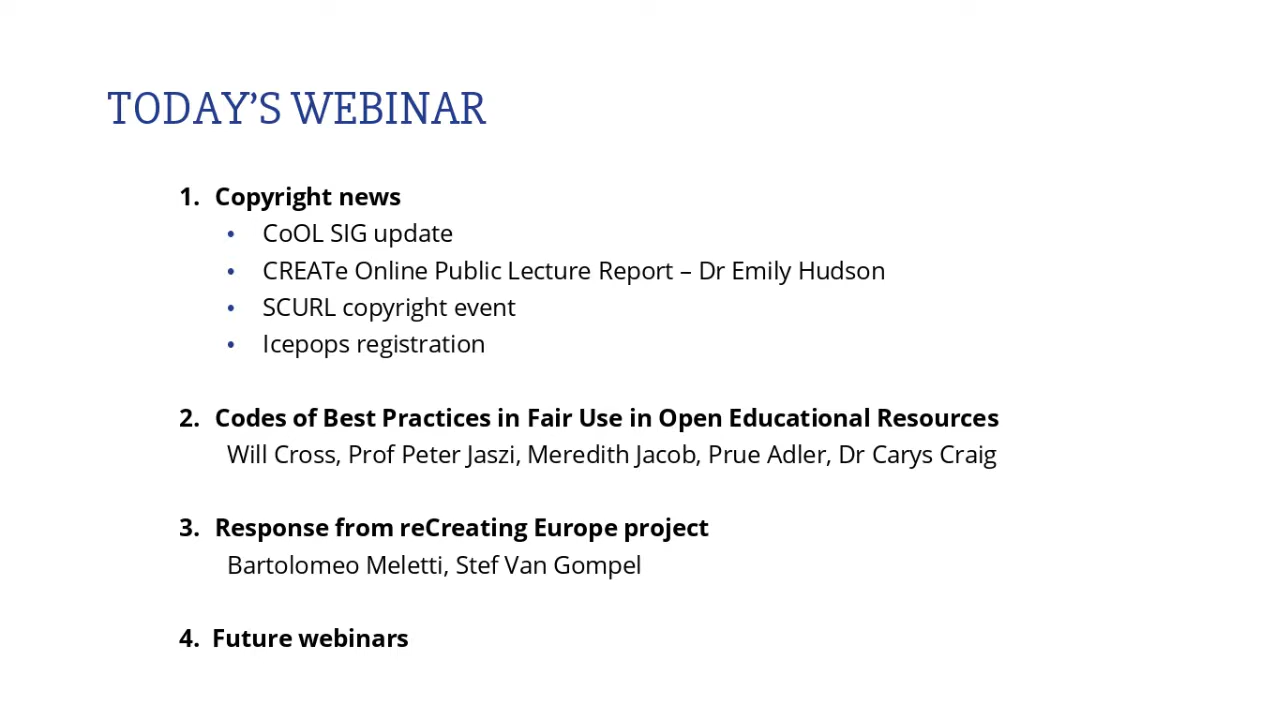 TODAY’S WEBINAR
1. Copyright news
• CoOL SIG update
• CREATe Online Public Lecture Report – Dr Emily Hudson
• SCURL copyright event
• Icepops registration
2. Codes of Best Practices in Fair Use in Open Educational Resources
Will Cross, Prof Peter Jaszi, Meredith Jacob, Prue Adler, Dr Carys Craig
3. Response from reCreating Europe project
Bartolomeo Meletti, Stef Van Gompel
4. Future webinars